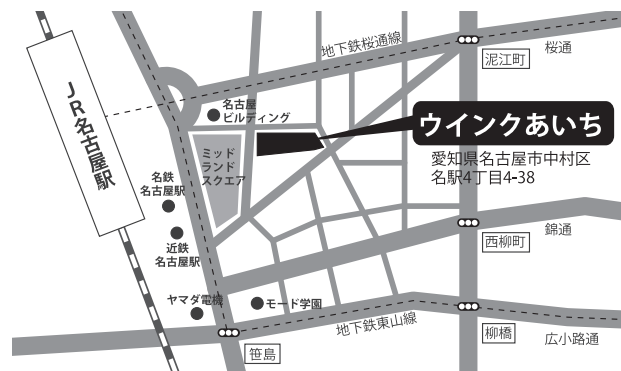 地下鉄桜通線
泥江町
桜通
JR名古屋駅
名古屋
ビルディング
ウインクあいち
愛知県名古屋市中村区
名駅4丁目4-38
ミッド
ランド
スクエア
名鉄
名古屋駅
近鉄
名古屋駅
西柳町
錦通
ヤマダ電機
モード学園
地下鉄東山線
笹島
柳橋
広小路通